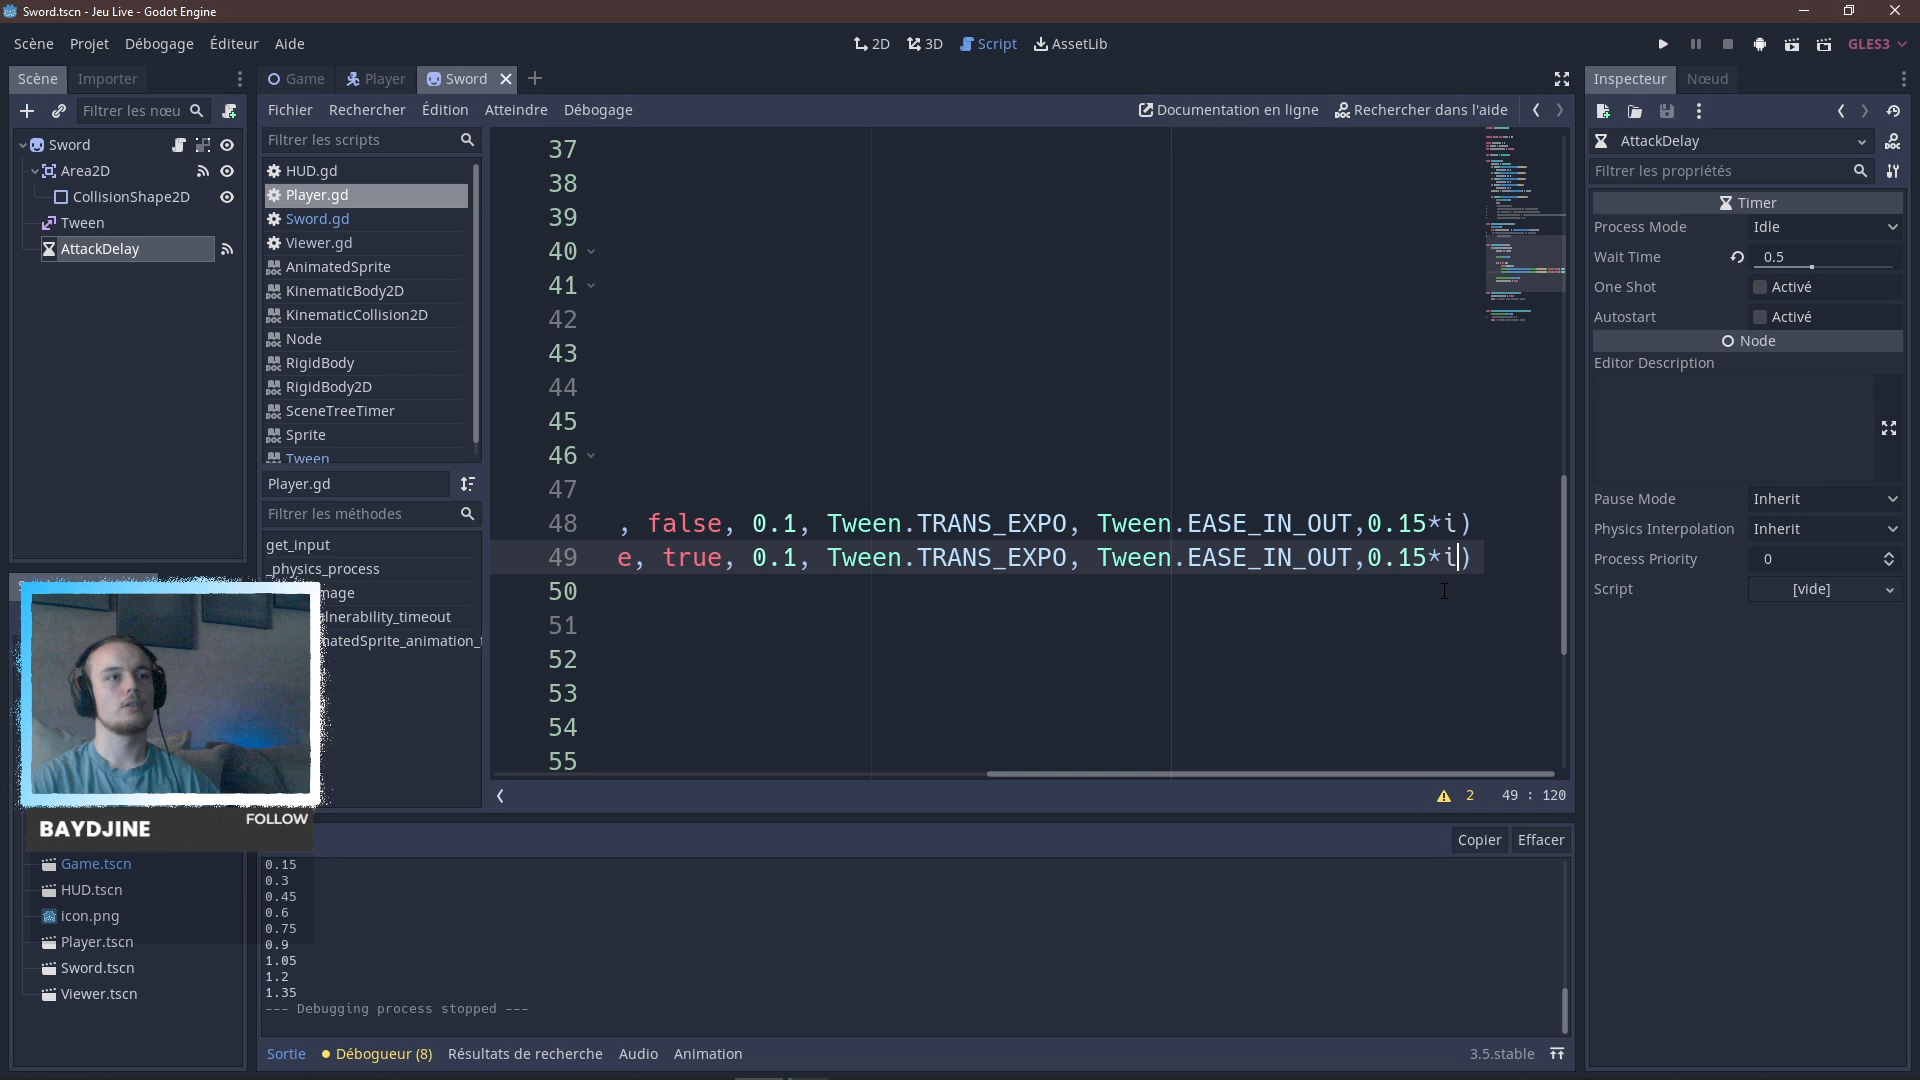 Sword.tscn - Jeu Live - Godot Engine
Scène Projet Débogage Éditeur Aide
2D 3D Script AssetLib
GLES3
Scène Importer
Filtrer les nœu
Sword
Area2D
CollisionShape2D
Tween
AttackDelay
Game Player Sword
Fichier Rechercher Édition Atteindre Débogage
Documentation en ligne Rechercher dans l'aide
Filtrer les scripts
HUD.gd
Player.gd
Sword.gd
Viewer.gd
AnimatedSprite
KinematicBody2D
KinematicCollision2D
Node
RigidBody
RigidBody2D
SceneTreeTimer
Sprite
Tween
Player.gd
Filtrer les méthodes
get_input
_physics_process
mage
lnerability_timeout
natedSprite_animation_f
37
38
39
40
41
42
43
44
45
46
47
48 , false, 0.1, Tween.TRANS_EXPO, Tween.EASE_IN_OUT,0.15*i)
49 e, true, 0.1, Tween.TRANS_EXPO, Tween.EASE_IN_OUT,0.15*i)
50
51
52
53
54
55
2 49 : 120
Copier Effacer
0.15
0.3
0.45
0.6
0.75
0.9
1.05
1.2
1.35
--- Debugging process stopped ---
Sortie Débogueur (8) Résultats de recherche Audio Animation
3.5.stable
BAYDJINE FOLLOW
Game.tscn
HUD.tscn
icon.png
Player.tscn
Sword.tscn
Viewer.tscn
Inspecteur Nœud
AttackDelay
Filtrer les propriétés
Timer
Process Mode Idle
Wait Time 0.5
One Shot Activé
Autostart Activé
Node
Editor Description
Pause Mode Inherit
Physics Interpolation Inherit
Process Priority 0
Script [vide]